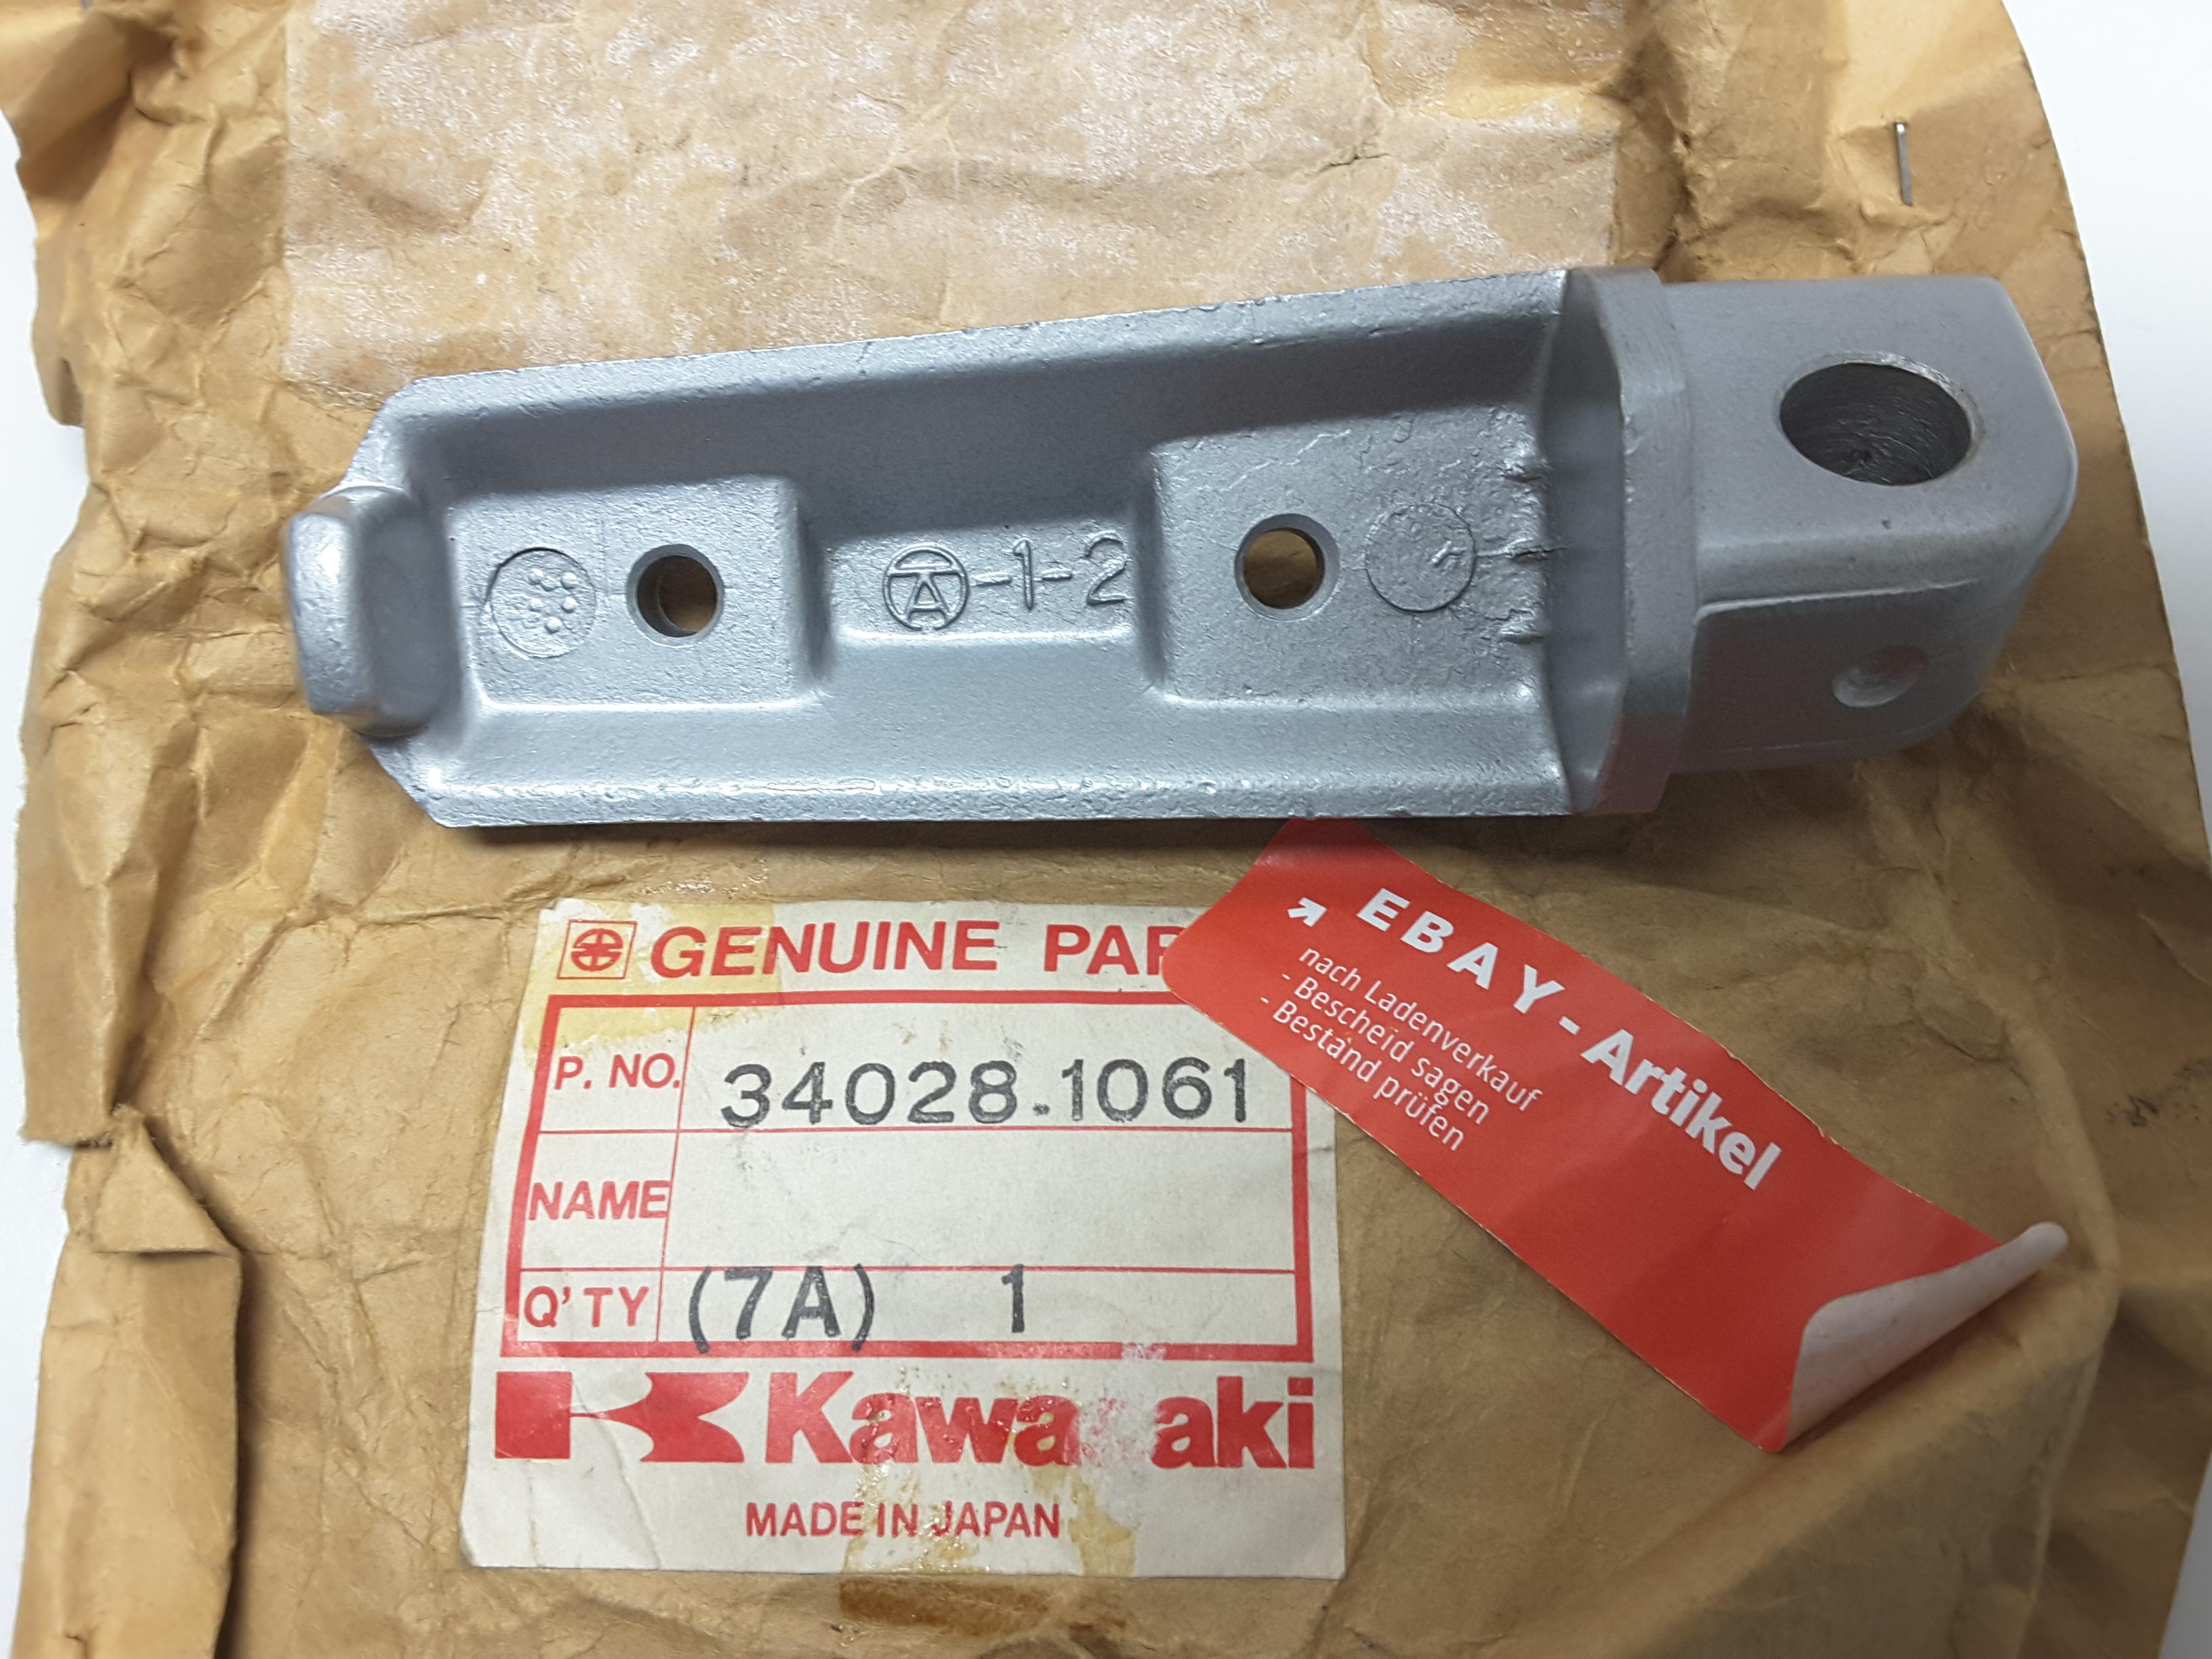 A-1-2
GENUINE PAR
P. NO. 34028.1061
NAME
Q'TY (7A) 1
Kawa aki
MADE IN JAPAN
EBAY-Artikel
nach Ladenverkauf
- Bescheid sagen
- Bestand prüfen